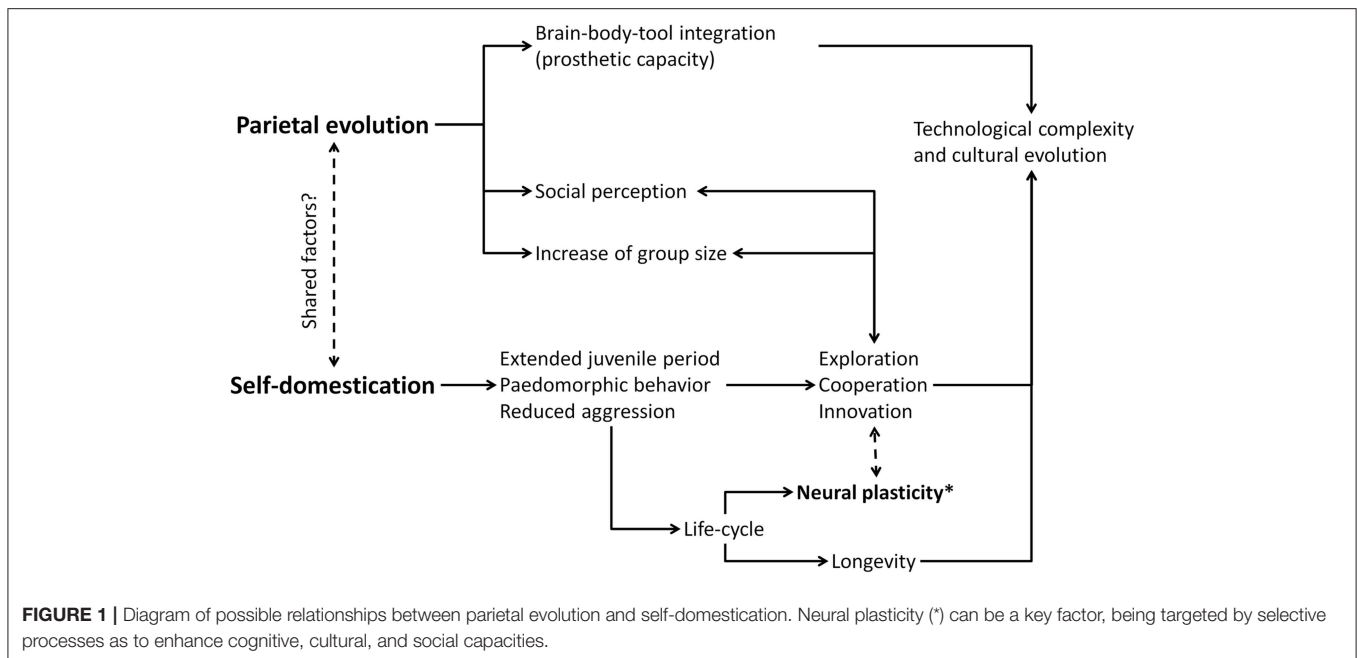 Brain-body-tool integration
(prosthetic capacity)
Parietal evolution
Technological complexity
and cultural evolution
Social perception
Shared factors?
Increase of group size
Self-domestication
Extended juvenile period
Paedomorphic behavior
Reduced aggression
Exploration
Cooperation
Innovation
Neural plasticity*
Life-cycle
Longevity
FIGURE 1 | Diagram of possible relationships between parietal evolution and self-domestication. Neural plasticity (*) can be a key factor, being targeted by selective
processes as to enhance cognitive, cultural, and social capacities.